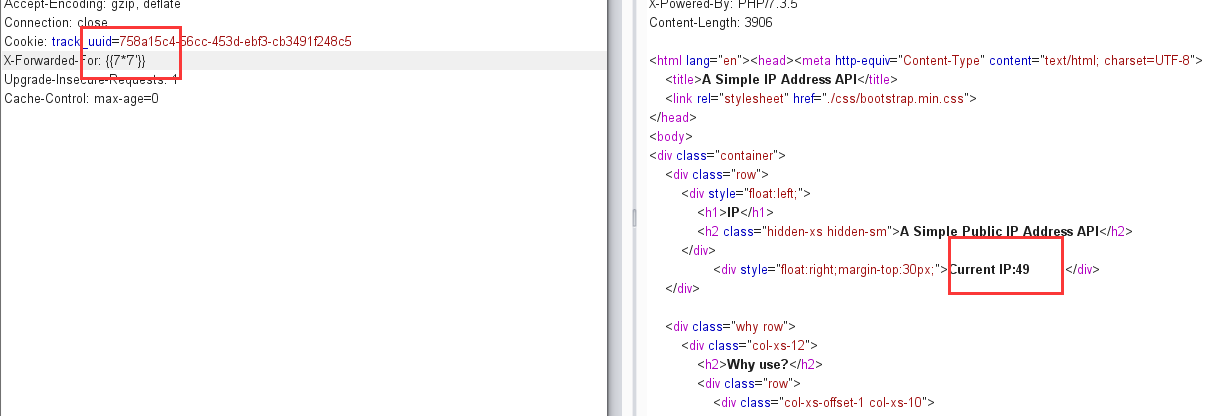 Accept-Encoding: gzip, deflate
Connection: close
Cookie: track_uuid=758a15c4-56cc-453d-ebf3-cb3491f248c5
X-Forwarded-For: {{7*'7'}}
Upgrade-Insecure-Requests: 1
Cache-Control: max-age=0
X-Powered-By: PHP/7.3.5
Content-Length: 3906
<html lang="en"><head><meta http-equiv="Content-Type" content="text/html; charset=UTF-8">
<title>A Simple IP Address API</title>
<link rel="stylesheet" href="./css/bootstrap.min.css">
</head>
<body>
<div class="container">
<div class="row">
<div style="float:left;">
<h1>IP</h1>
<h2 class="hidden-xs hidden-sm">A Simple Public IP Address API</h2>
</div>
<div style="float:right;margin-top:30px;">Current IP:49 </div>
</div>
<div class="why row">
<div class="col-xs-12">
<h2>Why use?</h2>
<div class="row">
<div class="col-xs-offset-1 col-xs-10">